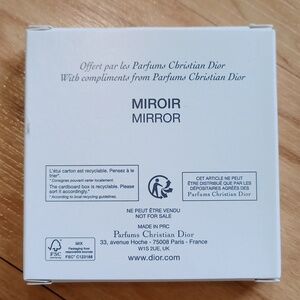 Offert par les Parfums Christian Dior
With compliments from Parfums Christian Dior
MIROIR
MIRROR
L'étui carton est recyclable. Pensez à le
trier*.
* Consignes pouvant varier localement.
The cardboard box is recyclable. Please
sort it accordingly.*
* According to local recycling guidelines.
CET ARTICLE NE PEUT
ÊTRE DISTRIBUÉ QUE PAR LES
DÉPOSITAIRES AGRÉÉS DES
Parfums Christian Dior
NE PEUT ÊTRE VENDU
NOT FOR SALE
MADE IN PRC
Parfums Christian Dior
33, avenue Hoche - 75008 Paris - France
W1S 2UE, UK
www.dior.com
FSC
MIX
Packaging from
responsible sources